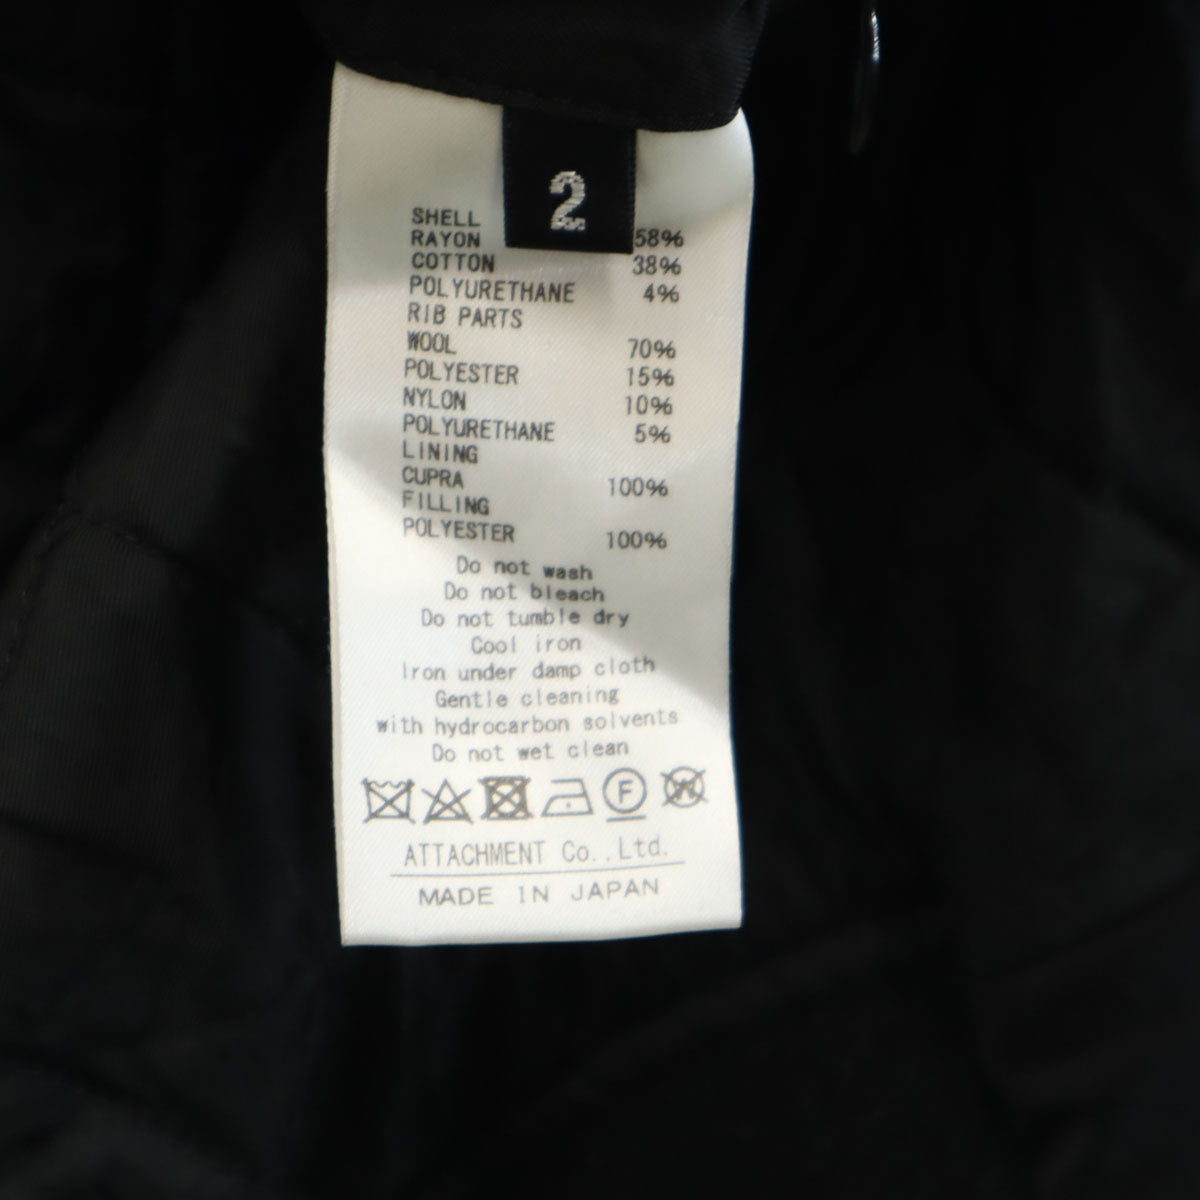 2
SHELL
RAYON 58%
COTTON 38%
POLYURETHANE 4%
RIB PARTS
WOOL 70%
POLYESTER 15%
NYLON 10%
POLYURETHANE 5%
LINING
CUPRA 100%
FILLING
POLYESTER 100%
Do not wash
Do not bleach
Do not tumble dry
Cool iron
Iron under damp cloth
Gentle cleaning
with hydrocarbon solvents
Do not wet clean
F W
ATTACHMENT Co.,Ltd.
MADE IN JAPAN